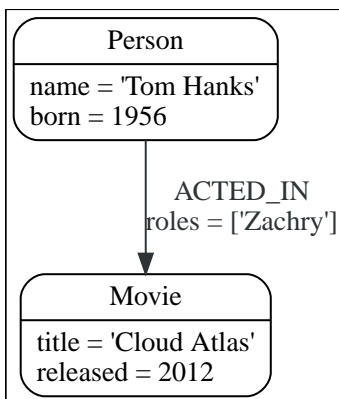 Person
name = 'Tom Hanks'
born = 1956
ACTED_IN
roles = ['Zachry']
Movie
title = 'Cloud Atlas'
released = 2012